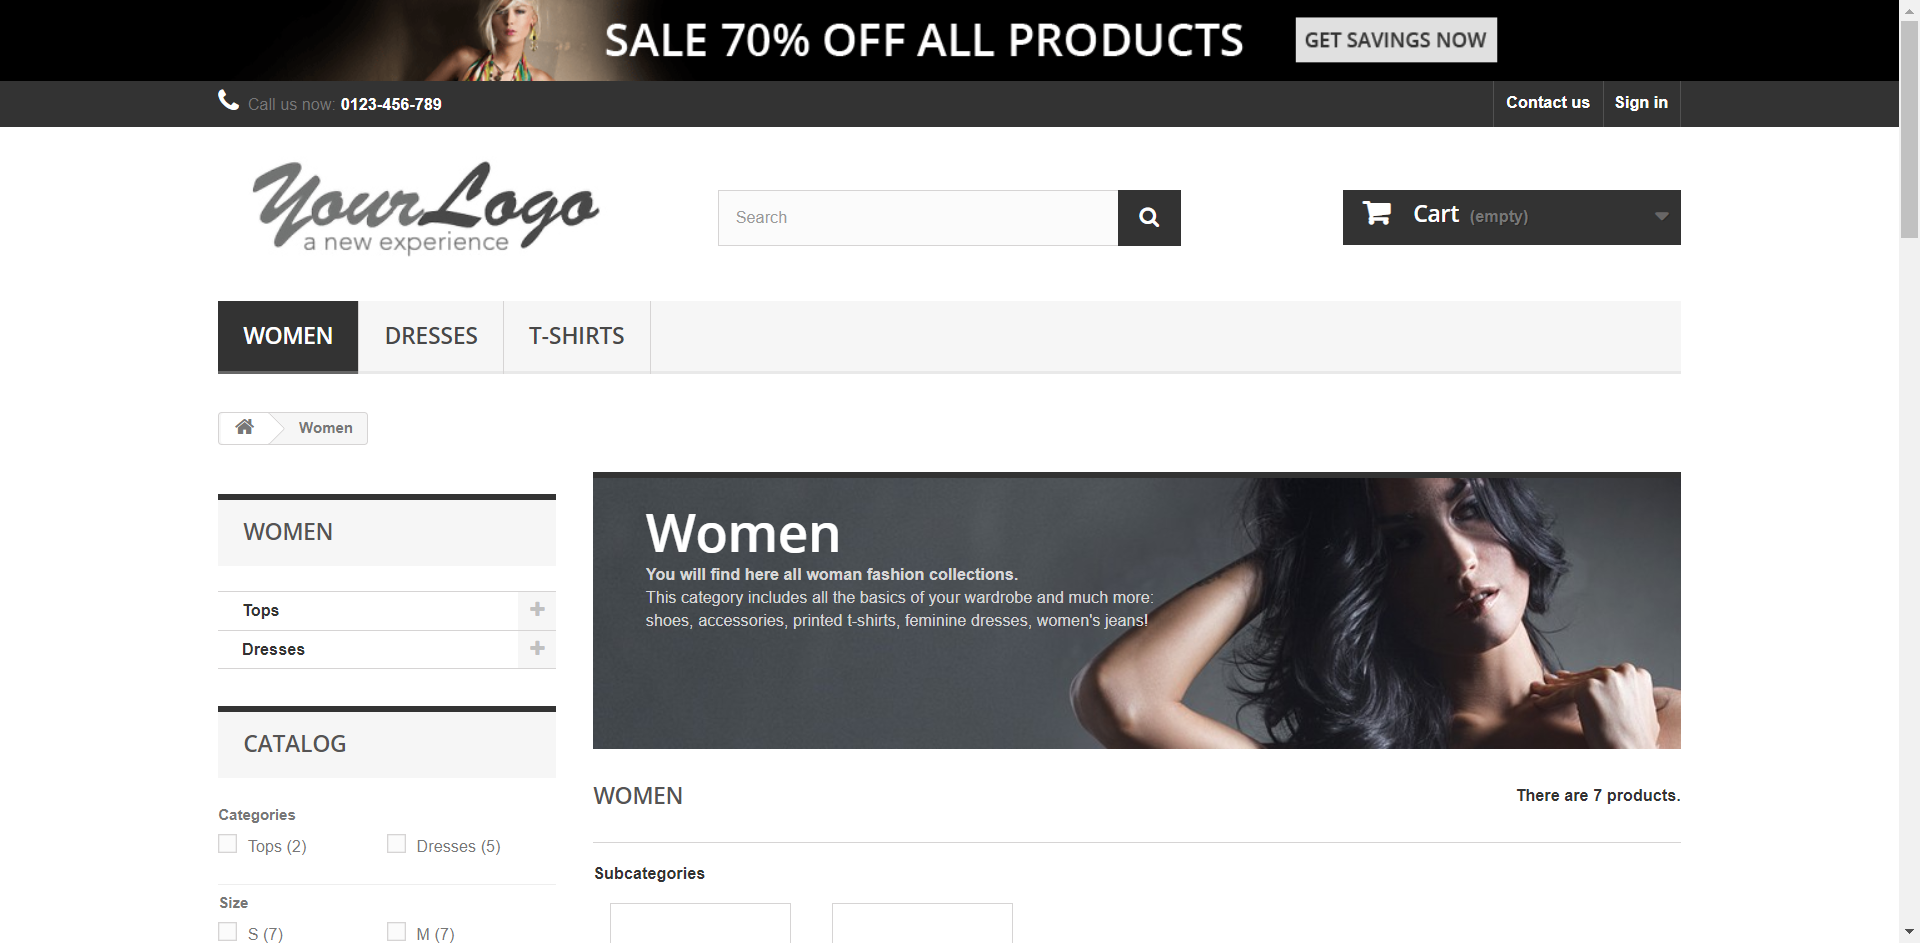 SALE 70% OFF ALL PRODUCTS
GET SAVINGS NOW
Call us now: 0123-456-789
Contact us
Sign in
Your Logo
a new experience
Search
Cart (empty)
WOMEN
DRESSES
T-SHIRTS
Women
WOMEN
Tops
Dresses
CATALOG
Categories
Tops (2)
Dresses (5)
Size
S (7)
M (7)
Women
You will find here all woman fashion collections.
This category includes all the basics of your wardrobe and much more:
shoes, accessories, printed t-shirts, feminine dresses, women's jeans!
WOMEN
There are 7 products.
Subcategories